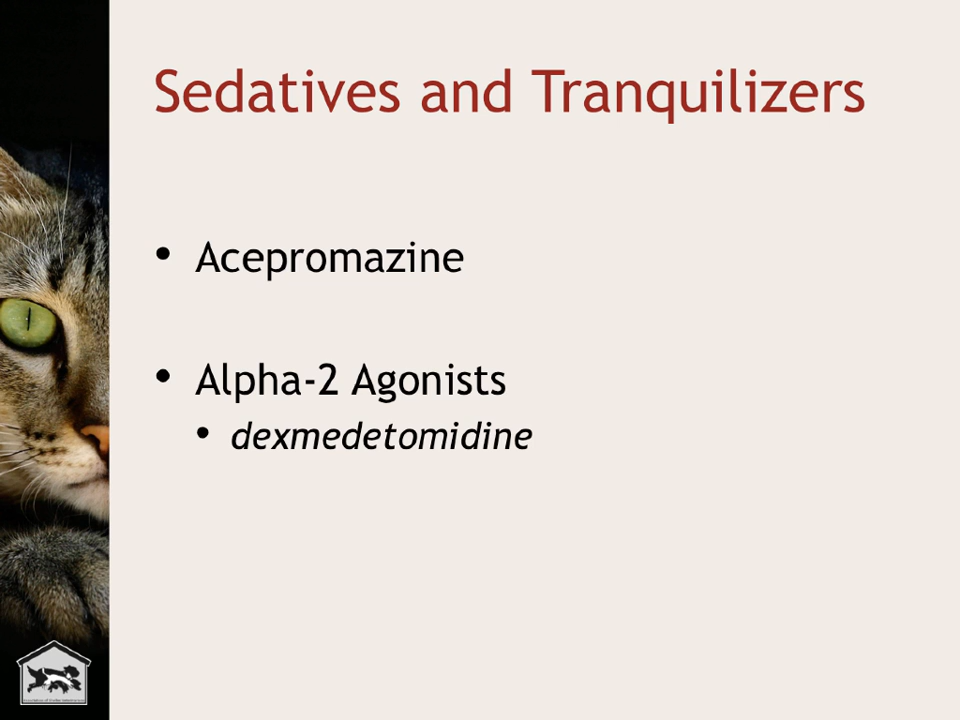 Sedatives and Tranquilizers
• Acepromazine
• Alpha-2 Agonists
• dexmedetomidine